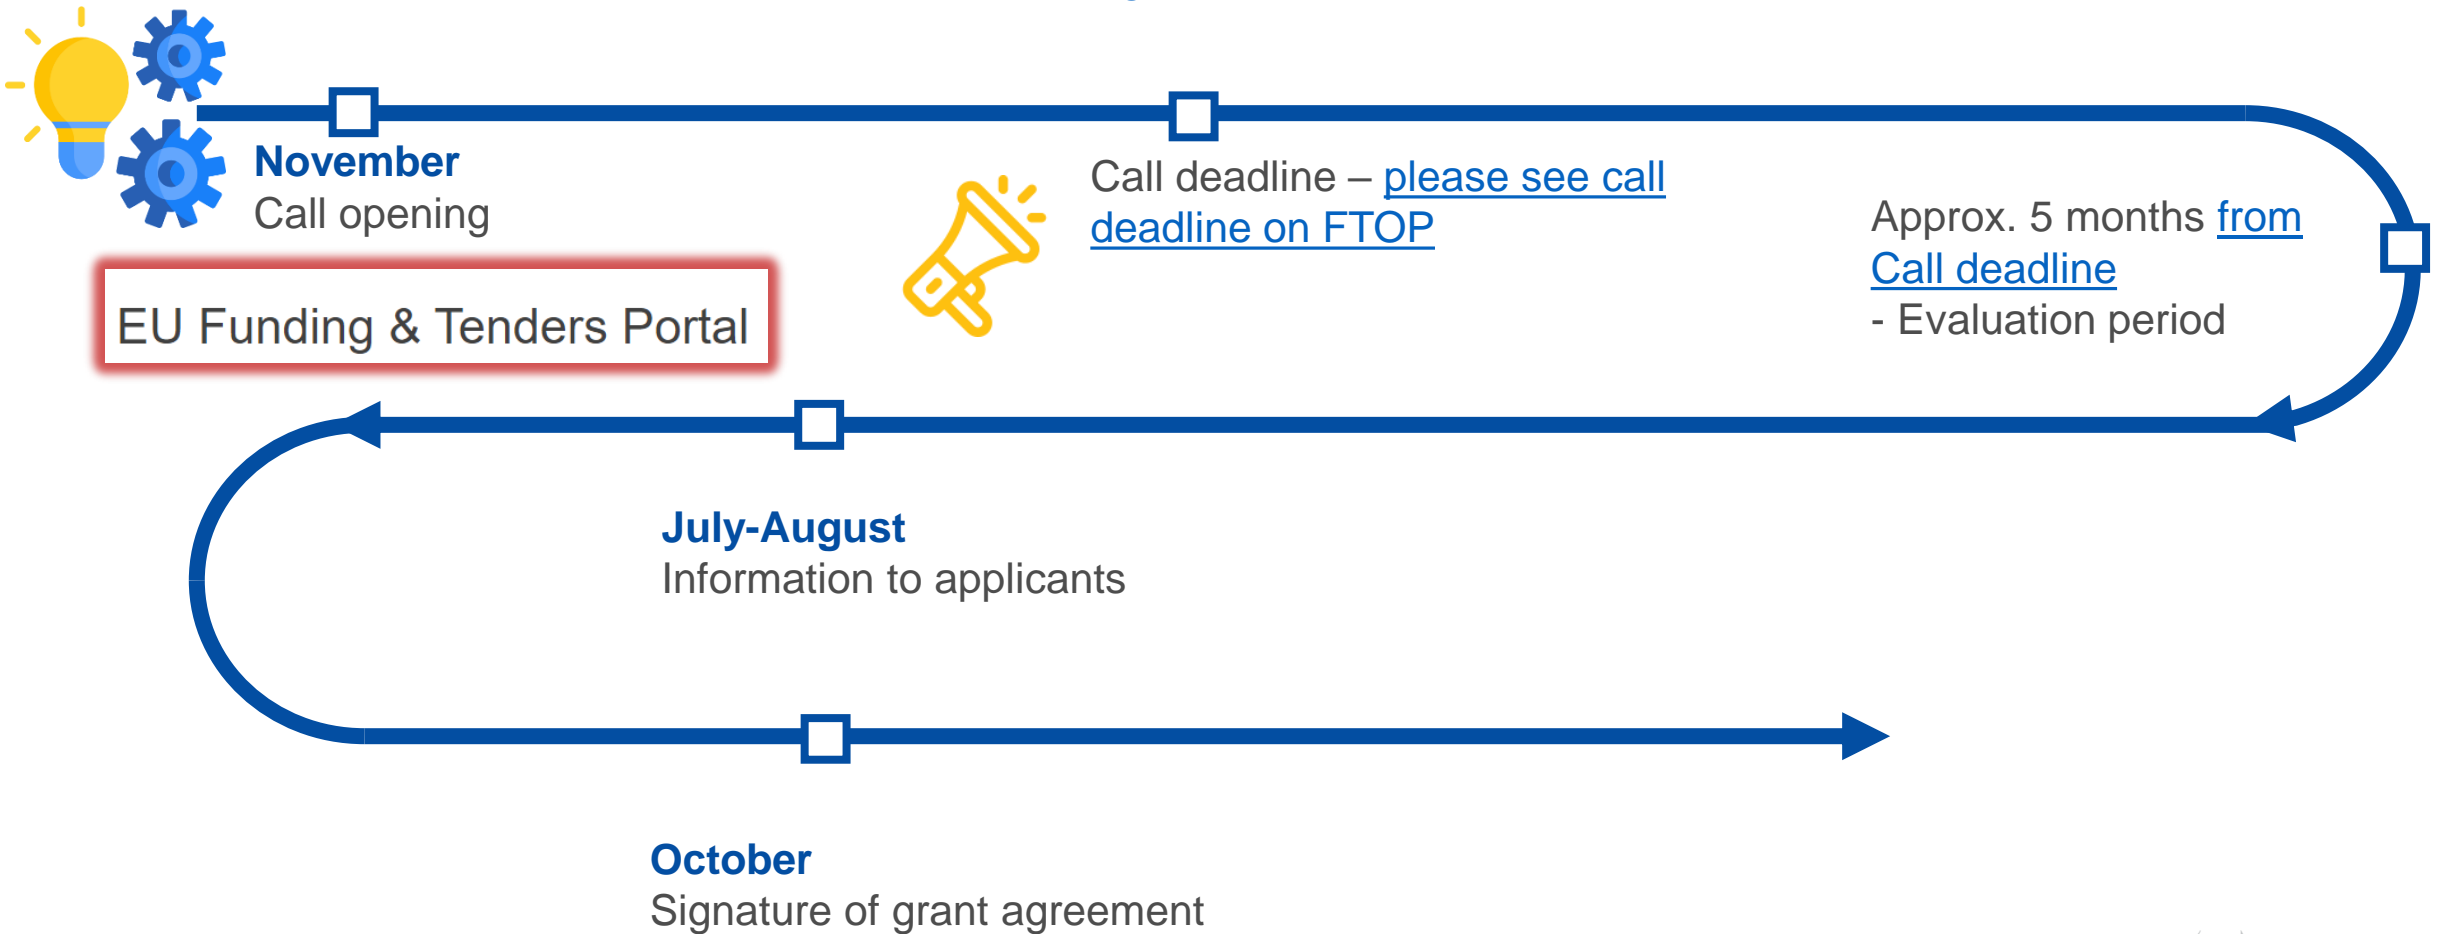 November
Call opening
EU Funding & Tenders Portal
Call deadline – please see call
deadline on FTOP
Approx. 5 months from
Call deadline
- Evaluation period
July-August
Information to applicants
October
Signature of grant agreement